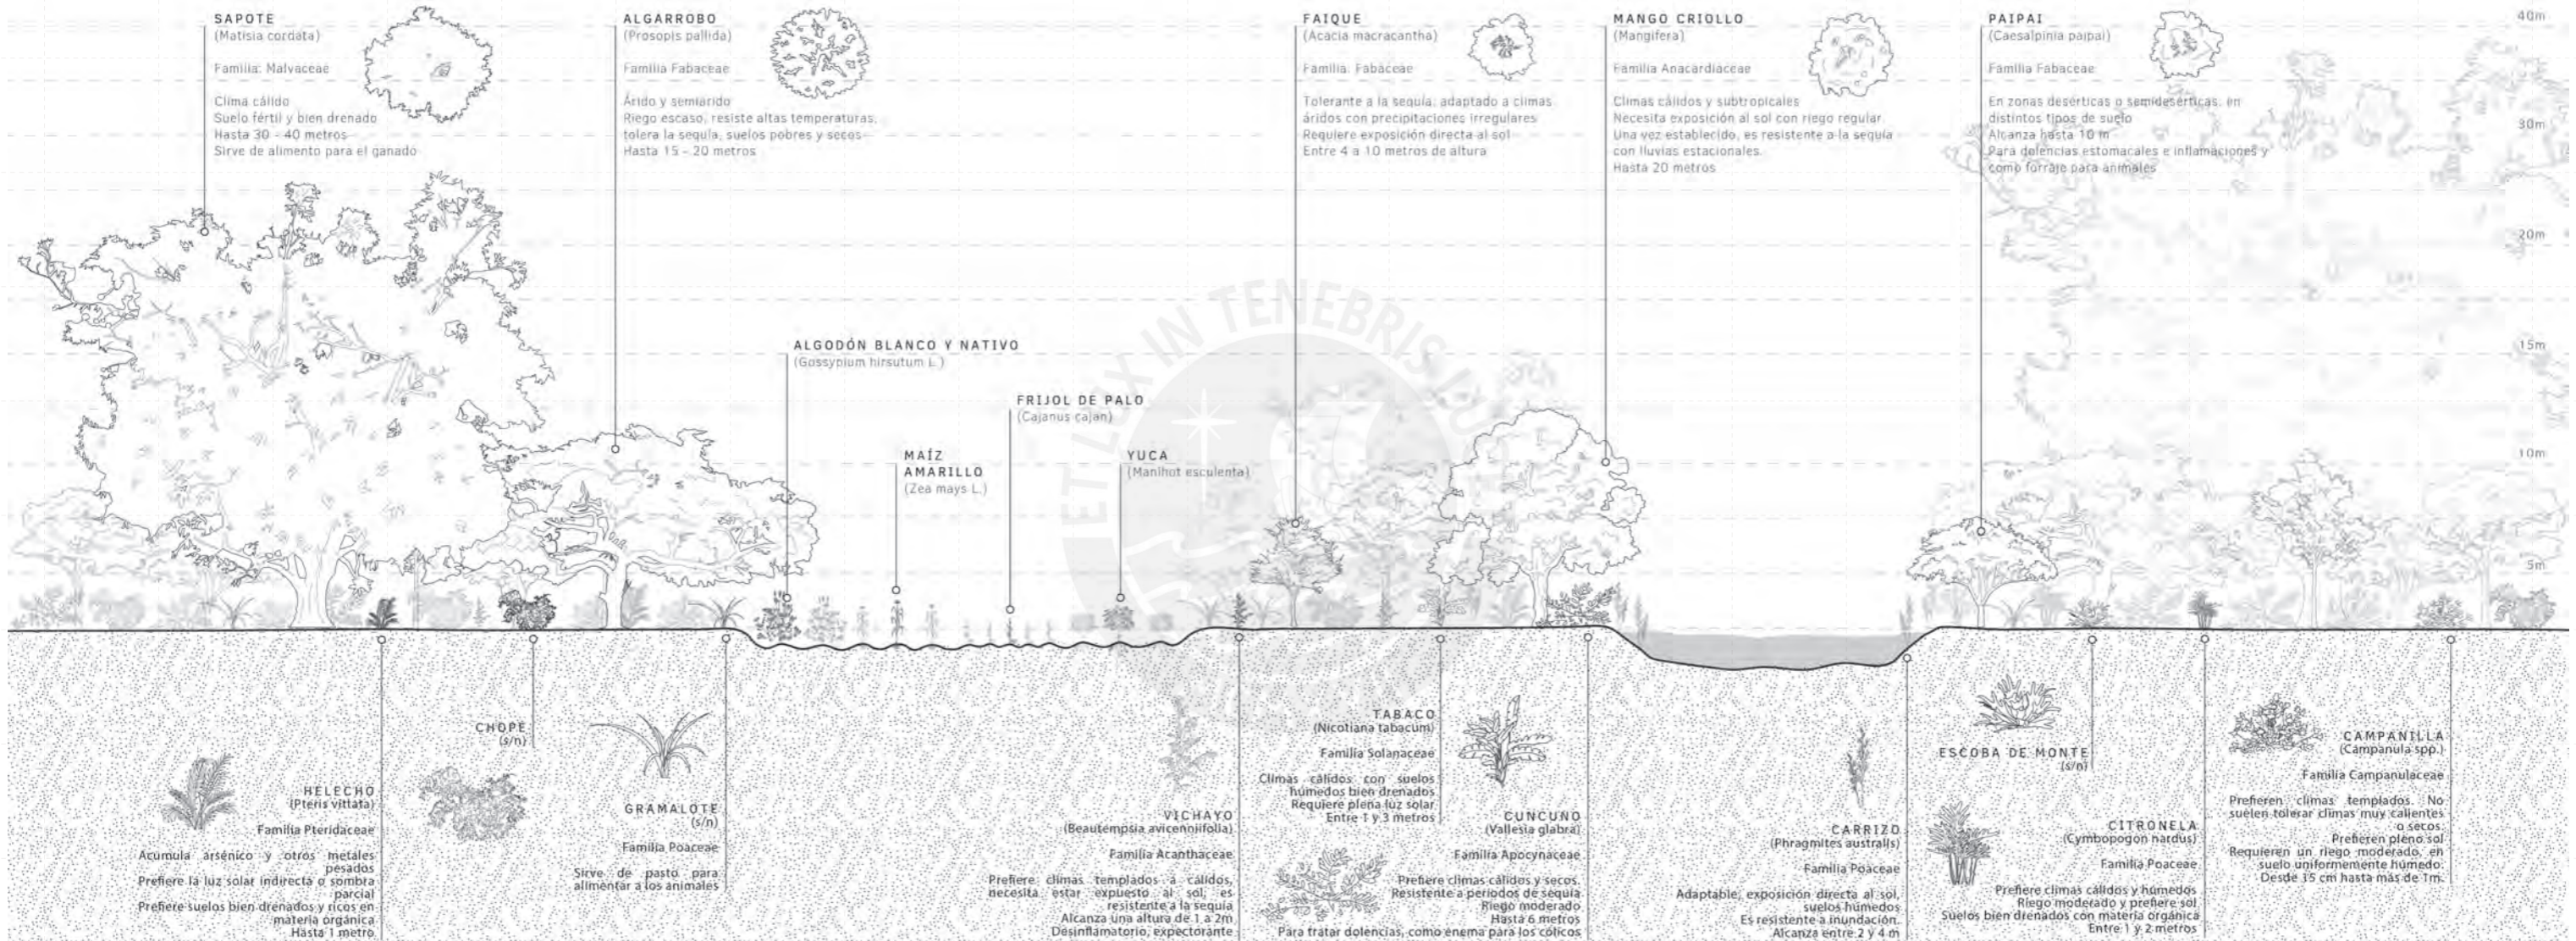 SAPOTE
(Matisia cordata)
Familia: Malvaceae
Clima cálido
Suelo fértil y bien drenado
Hasta 30 - 40 metros
Sirve de alimento para el ganado
ALGARROBO
(Prosopis pallida)
Familia Fabaceae
Árido y semiarido
Riego escaso, resiste altas temperaturas,
tolera la sequía, suelos pobres y secos
Hasta 15 - 20 metros
FAIQUE
(Acacia macracantha)
Familia: Fabaceae
Tolerante a la sequía, adaptado a climas
áridos con precipitaciones irregulares
Requiere exposición directa al sol
Entre 4 a 10 metros de altura
MANGO CRIOLLO
(Mangifera)
Familia Anacardiaceae
Climas cálidos y subtropicales
Necesita exposición al sol con riego regular.
Una vez establecido, es resistente a la sequía
con lluvias estacionales.
Hasta 20 metros
PAIPAI
(Caesalpinia paipai)
Familia Fabaceae
En zonas desérticas o semidesérticas, en
distintos tipos de suelo
Alcanza hasta 10 m
Para dolencias estomacales e inflamaciones y
como forraje para animales
40m
30m
20m
15m
10m
5m
ALGODÓN BLANCO Y NATIVO
(Gossypium hirsutum L.)
MAÍZ
AMARILLO
(Zea mays L.)
FRIJOL DE PALO
(Cajanus cajan)
YUCA
(Manihot esculenta)
ET LUX IN TENEBRIS LUCET
HELECHO
(Pteris vittata)
Familia Pteridaceae
Acumula arsénico y otros metales
pesados
Prefiere la luz solar indirecta o sombra
parcial
Prefiere suelos bien drenados y ricos en
materia orgánica
Hasta 1 metro
CHOPE
(s/n)
GRAMALOTE
(s/n)
Familia Poaceae
Sirve de pasto para
alimentar a los animales
VICHAYO
(Beautempsia avicenniifolia)
Familia Acanthaceae
Prefiere climas templados a cálidos,
necesita estar expuesto al sol, es
resistente a la sequía
Alcanza una altura de 1 a 2m
Desinflamatorio, expectorante
TABACO
(Nicotiana tabacum)
Familia Solanaceae
Climas cálidos con suelos
húmedos bien drenados
Requiere plena luz solar
Entre 1 y 3 metros
CUNCUNO
(Vallesia glabra)
Familia Apocynaceae
Prefiere climas cálidos y secos.
Resistente a periodos de sequía
Riego moderado
Hasta 6 metros
Para tratar dolencias, como enema para los cólicos
CARRIZO
(Phragmites australis)
Familia Poaceae
Adaptable, exposición directa al sol,
suelos húmedos
Es resistente a inundación.
Alcanza entre 2 y 4 m
ESCOBA DE MONTE
(s/n)
CITRONELA
(Cymbopogon nardus)
Familia Poaceae
Prefiere climas cálidos y húmedos
Riego moderado y prefiere sol
Suelos bien drenados con materia orgánica
Entre 1 y 2 metros
CAMPANILLA
(Campanula spp.)
Familia Campanulaceae
Prefieren climas templados. No
suelen tolerar climas muy calientes
o secos.
Prefieren pleno sol
Requieren un riego moderado, en
suelo uniformemente húmedo.
Desde 15 cm hasta más de 1m.